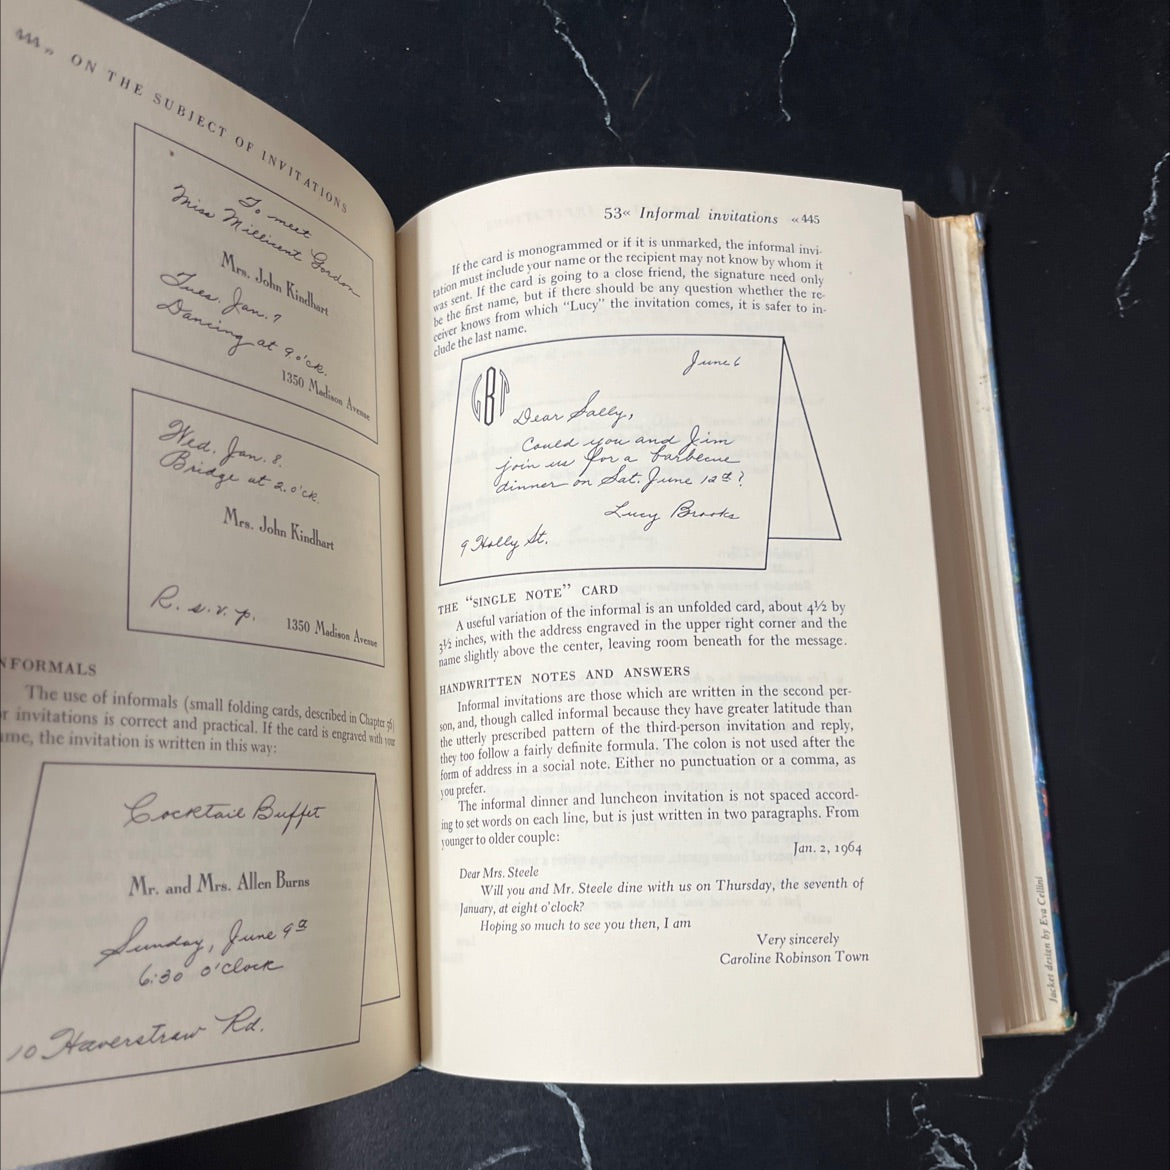 444 »
ON THE SUBJECT OF INVITATIONS
To meet
Miss Millicent Gordon
Mrs. John Kindhart
Tues. Jan. 7
Dancing at 9 o'ck.
1350 Madison Avenue
Wed. Jan. 8.
Bridge at 2. o'ck.
Mrs. John Kindhart
R. s. v. p.
1350 Madison Avenue
NFORMALS
The use of informals (small folding cards, described in Chapter 56)
r invitations is correct and practical. If the card is engraved with your
ame, the invitation is written in this way:
Cocktail Buffet
Mr. and Mrs. Allen Burns
Sunday, June 9th
6:30 o'clock
10 Haverstraw Rd.
53« Informal invitations «445
If the card is monogrammed or if it is unmarked, the informal invi-
tation must include your name or the recipient may not know by whom it
was sent. If the card is going to a close friend, the signature need only
be the first name, but if there should be any question whether the re-
ceiver knows from which “Lucy” the invitation comes, it is safer to in-
clude the last name.
June 6
GBT
Dear Sally,
Could you and Jim
join us for a barbecue
dinner on Sat. June 12th?
Lucy Brooks
9 Holly St.
THE “SINGLE NOTE” CARD
A useful variation of the informal is an unfolded card, about 4½ by
3½ inches, with the address engraved in the upper right corner and the
name slightly above the center, leaving room beneath for the message.
HANDWRITTEN NOTES AND ANSWERS
Informal invitations are those which are written in the second per-
son, and, though called informal because they have greater latitude than
the utterly prescribed pattern of the third-person invitation and reply,
they too follow a fairly definite formula. The colon is not used after the
form of address in a social note. Either no punctuation or a comma, as
you prefer.
The informal dinner and luncheon invitation is not spaced accord-
ing to set words on each line, but is just written in two paragraphs. From
younger to older couple:
Jan. 2, 1964
Dear Mrs. Steele
Will you and Mr. Steele dine with us on Thursday, the seventh of
January, at eight o'clock?
Hoping so much to see you then, I am
Very sincerely
Caroline Robinson Town
Jacket design by Eva Cellini